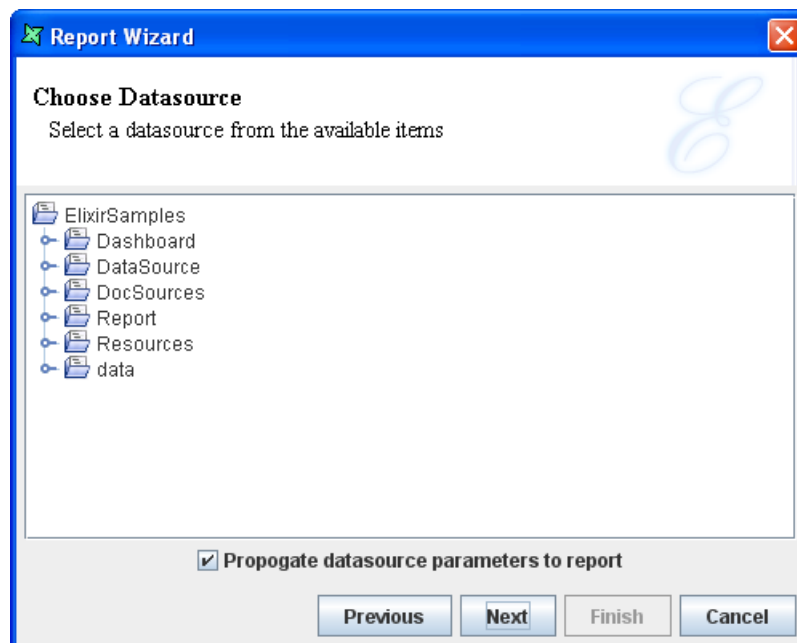 Report Wizard
Choose Datasource
Select a datasource from the available items
ElixirSamples
Dashboard
DataSource
DocSources
Report
Resources
data
Propogate datasource parameters to report
Previous Next Finish Cancel